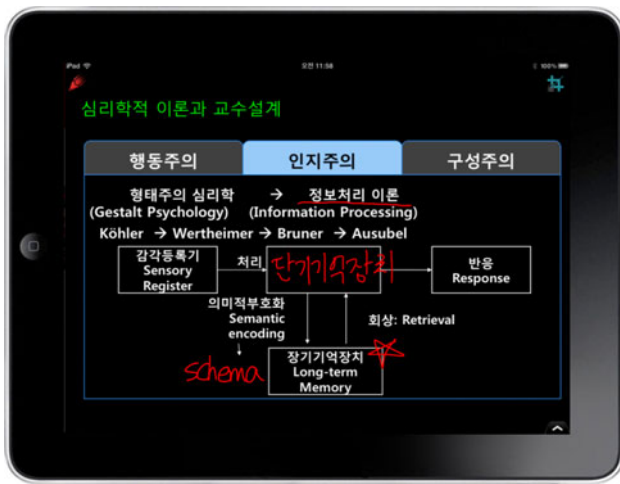 iPad 오전 11:58 100%
심리학적 이론과 교수설계
행동주의 인지주의 구성주의
형태주의 심리학 → 정보처리 이론
(Gestalt Psychology) (Information Processing)
Köhler → Wertheimer → Bruner → Ausubel
감각등록기
Sensory
Register
처리
단기기억장치
반응
Response
의미적부호화
Semantic
encoding
회상: Retrieval
schema
장기기억장치
Long-term
Memory